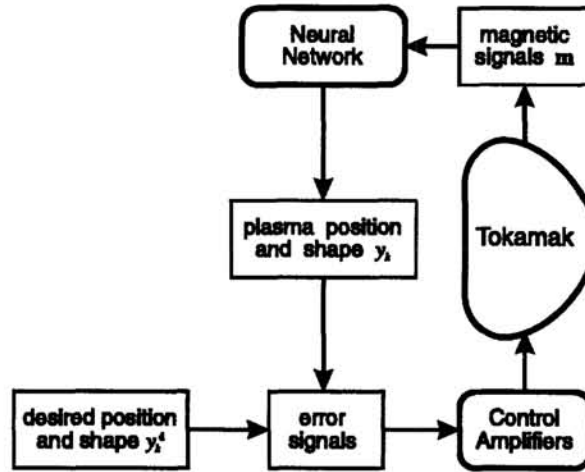 Neural
Network
magnetic
signals m
plasma position
and shape yₖ
Tokamak
desired position
and shape yₖᵈ
error
signals
Control
Amplifiers